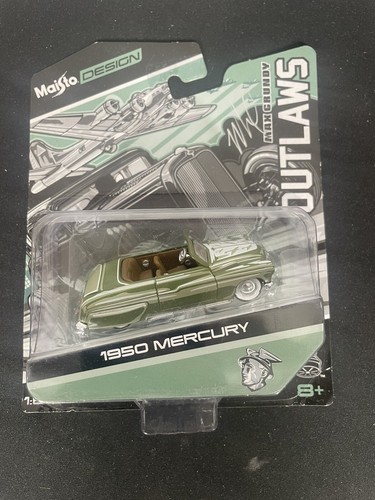 Maisto DESIGN
MAX GRUNDY
OUTLAWS
1950 MERCURY
8+